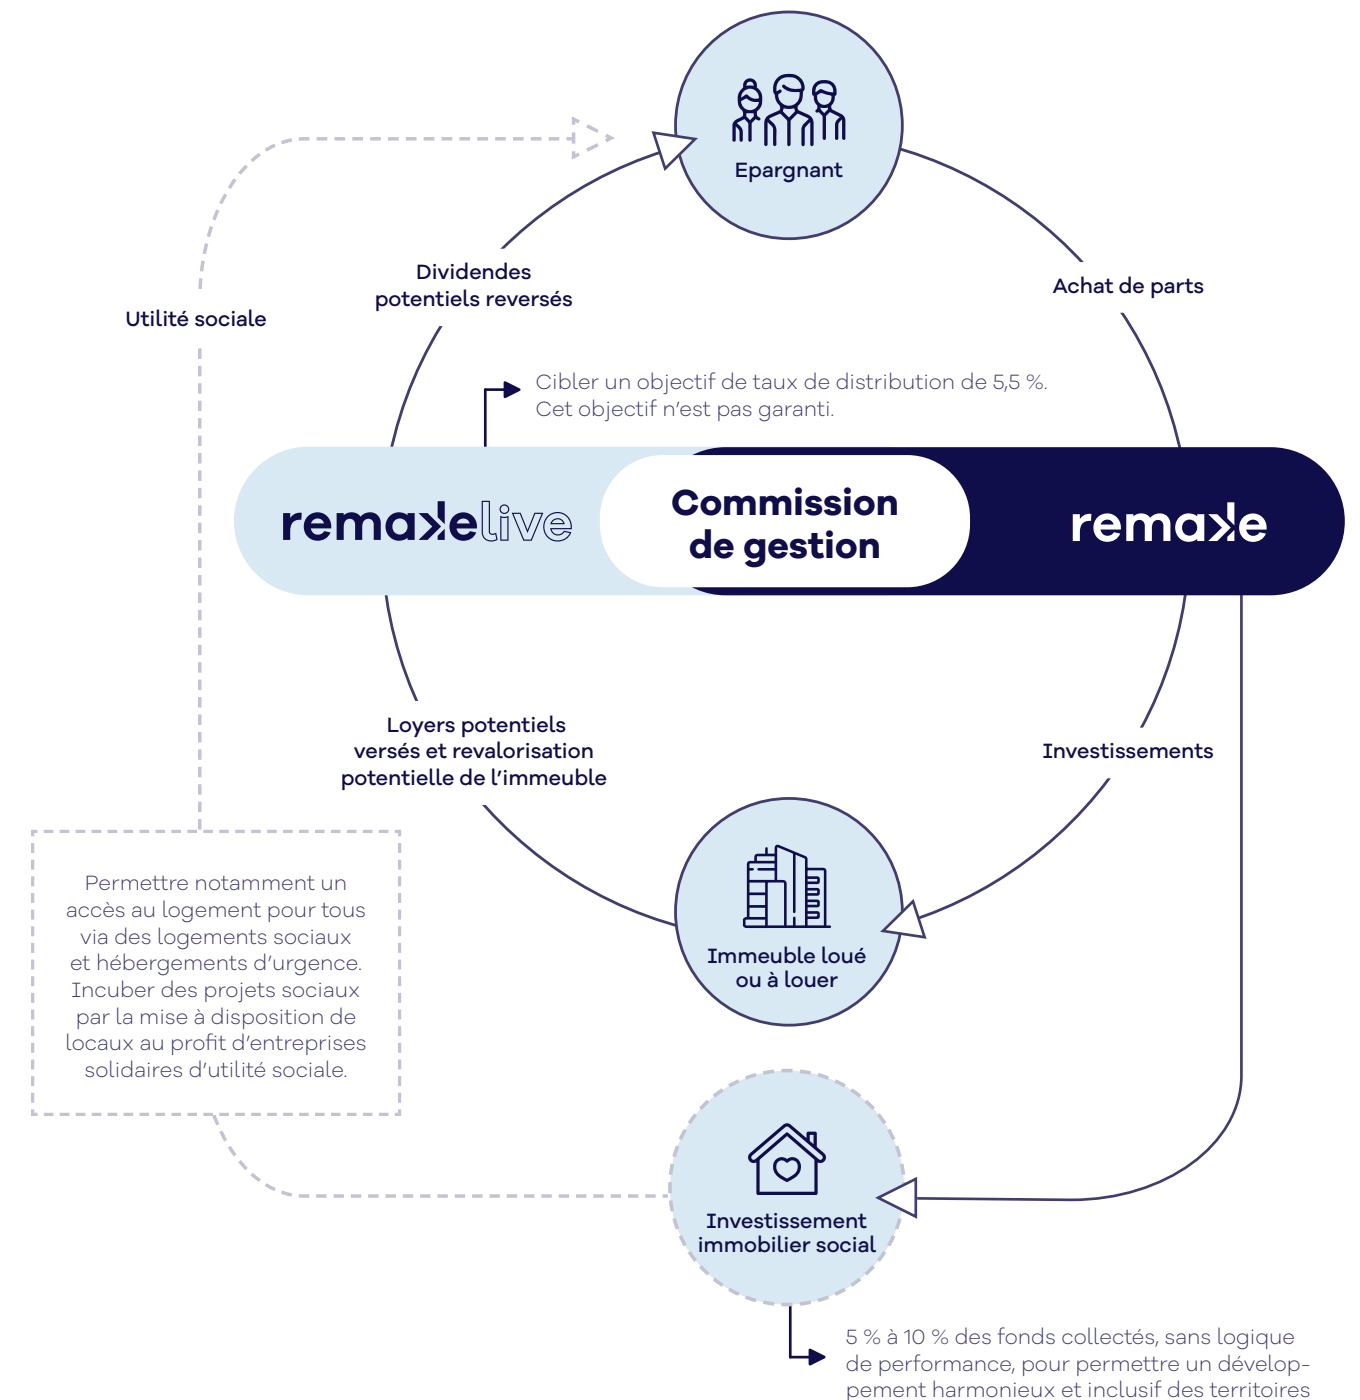 Epargnant
Dividendes
potentiels reversés
Achat de parts
Utilité sociale
Cibler un objectif de taux de distribution de 5,5 %.
Cet objectif n’est pas garanti.
remakelive
Commission
de gestion
remake
Loyers potentiels
versés et revalorisation
potentielle de l’immeuble
Investissements
Permettre notamment un
accès au logement pour tous
via des logements sociaux
et hébergements d’urgence.
Incuber des projets sociaux
par la mise à disposition de
locaux au profit d’entreprises
solidaires d’utilité sociale.
Immeuble loué
ou à louer
Investissement
immobilier social
5 % à 10 % des fonds collectés, sans logique
de performance, pour permettre un dévelop-
pement harmonieux et inclusif des territoires